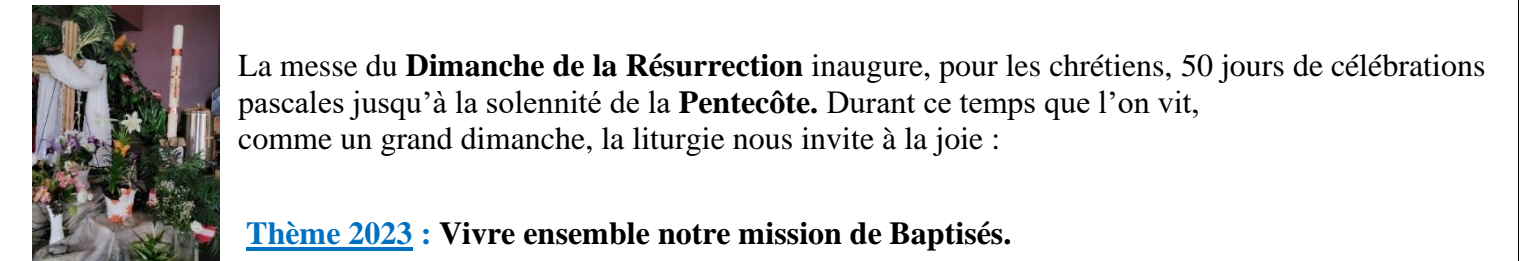 La messe du Dimanche de la Résurrection inaugure, pour les chrétiens, 50 jours de célébrations
pascales jusqu’à la solennité de la Pentecôte. Durant ce temps que l’on vit,
comme un grand dimanche, la liturgie nous invite à la joie :
Thème 2023 : Vivre ensemble notre mission de Baptisés.